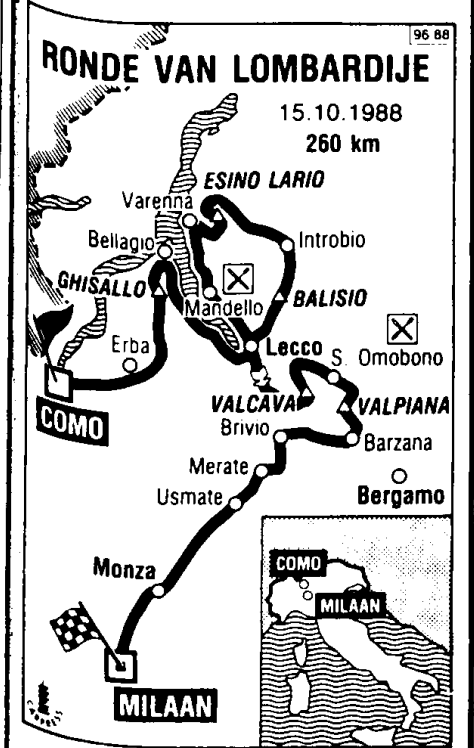 96 88
RONDE VAN LOMBARDIJE
15.10.1988
260 km
ESINO LARIO
Varenna
Bellagio
Introbio
GHISALLO
Mandello
BALISIO
Erba
Lecco
S. Omobono
COMO
VALCAVA
VALPIANA
Brivio
Barzana
Merate
Bergamo
Usmate
Monza
MILAAN
COMO
MILAAN
CARPRESS